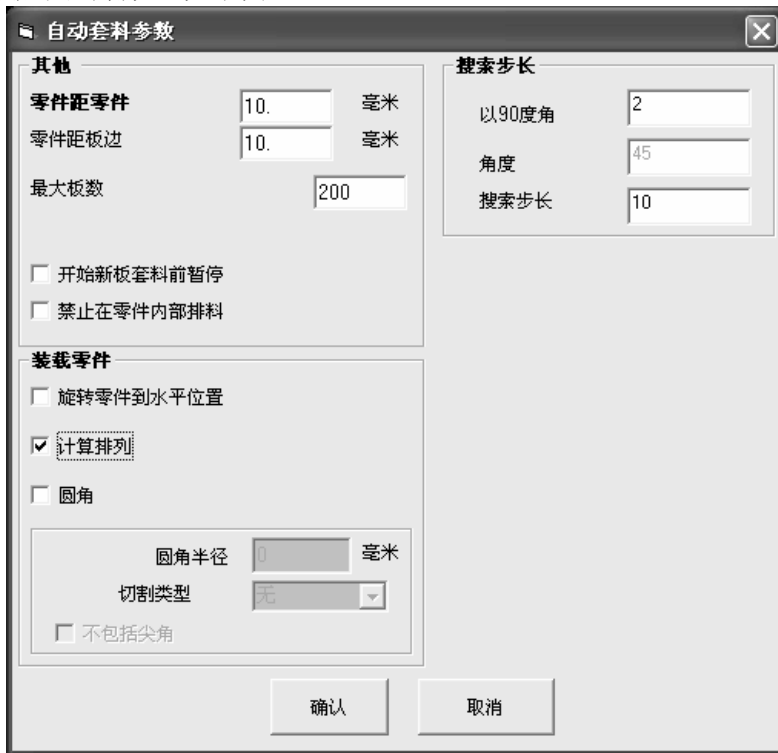 自动套料参数
其他
零件距零件 10. 毫米
零件距板边 10. 毫米
最大板数 200
开始新板套料前暂停
禁止在零件内部排料
搜索步长
以90度角 2
角度 45
搜索步长 10
装载零件
旋转零件到水平位置
计算排列
圆角
圆角半径 0 毫米
切割类型 无
不包括尖角
确认 取消